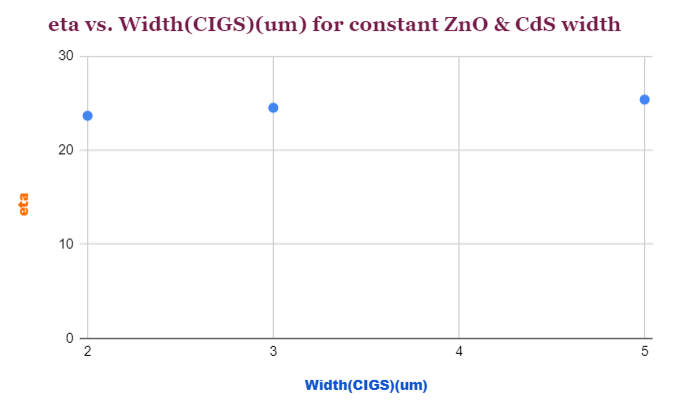 eta vs. Width(CIGS)(um) for constant ZnO & CdS width
30
20
10
0
eta
2 3 4 5
Width(CIGS)(um)